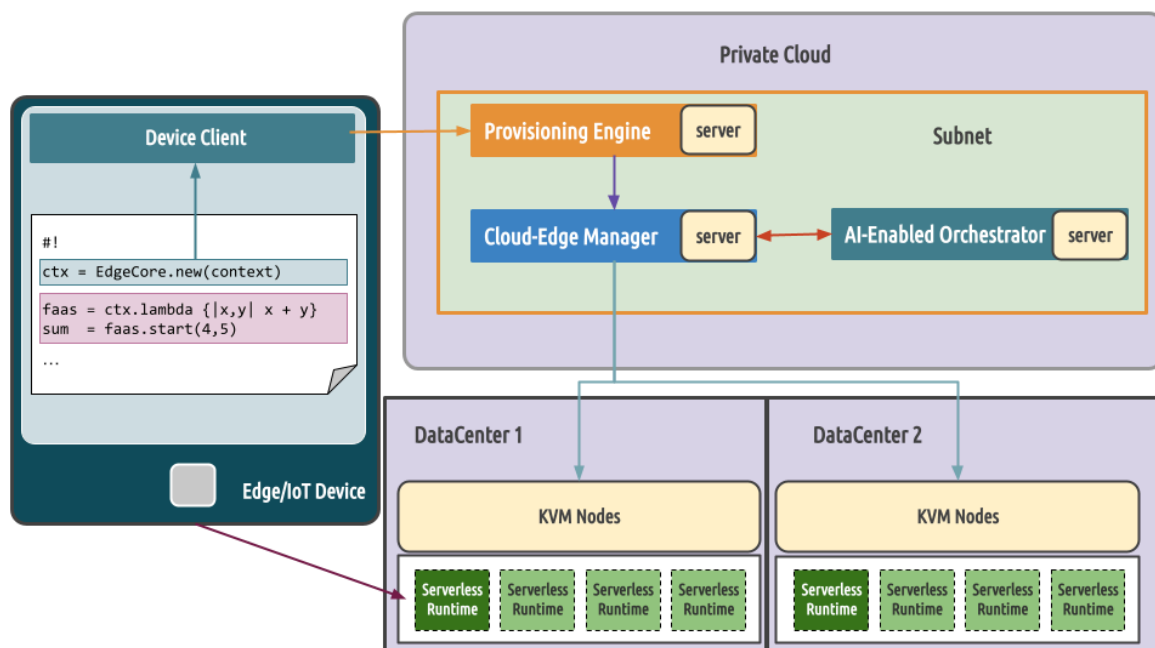 Private Cloud
Device Client
Provisioning Engine
server
Subnet
#!
ctx = EdgeCore.new(context)
faas = ctx.lambda {|x,y| x + y}
sum  = faas.start(4,5)
...
Cloud-Edge Manager
server
AI-Enabled Orchestrator
server
Edge/IoT Device
DataCenter 1
DataCenter 2
KVM Nodes
KVM Nodes
Serverless
Runtime
Serverless
Runtime
Serverless
Runtime
Serverless
Runtime
Serverless
Runtime
Serverless
Runtime
Serverless
Runtime
Serverless
Runtime